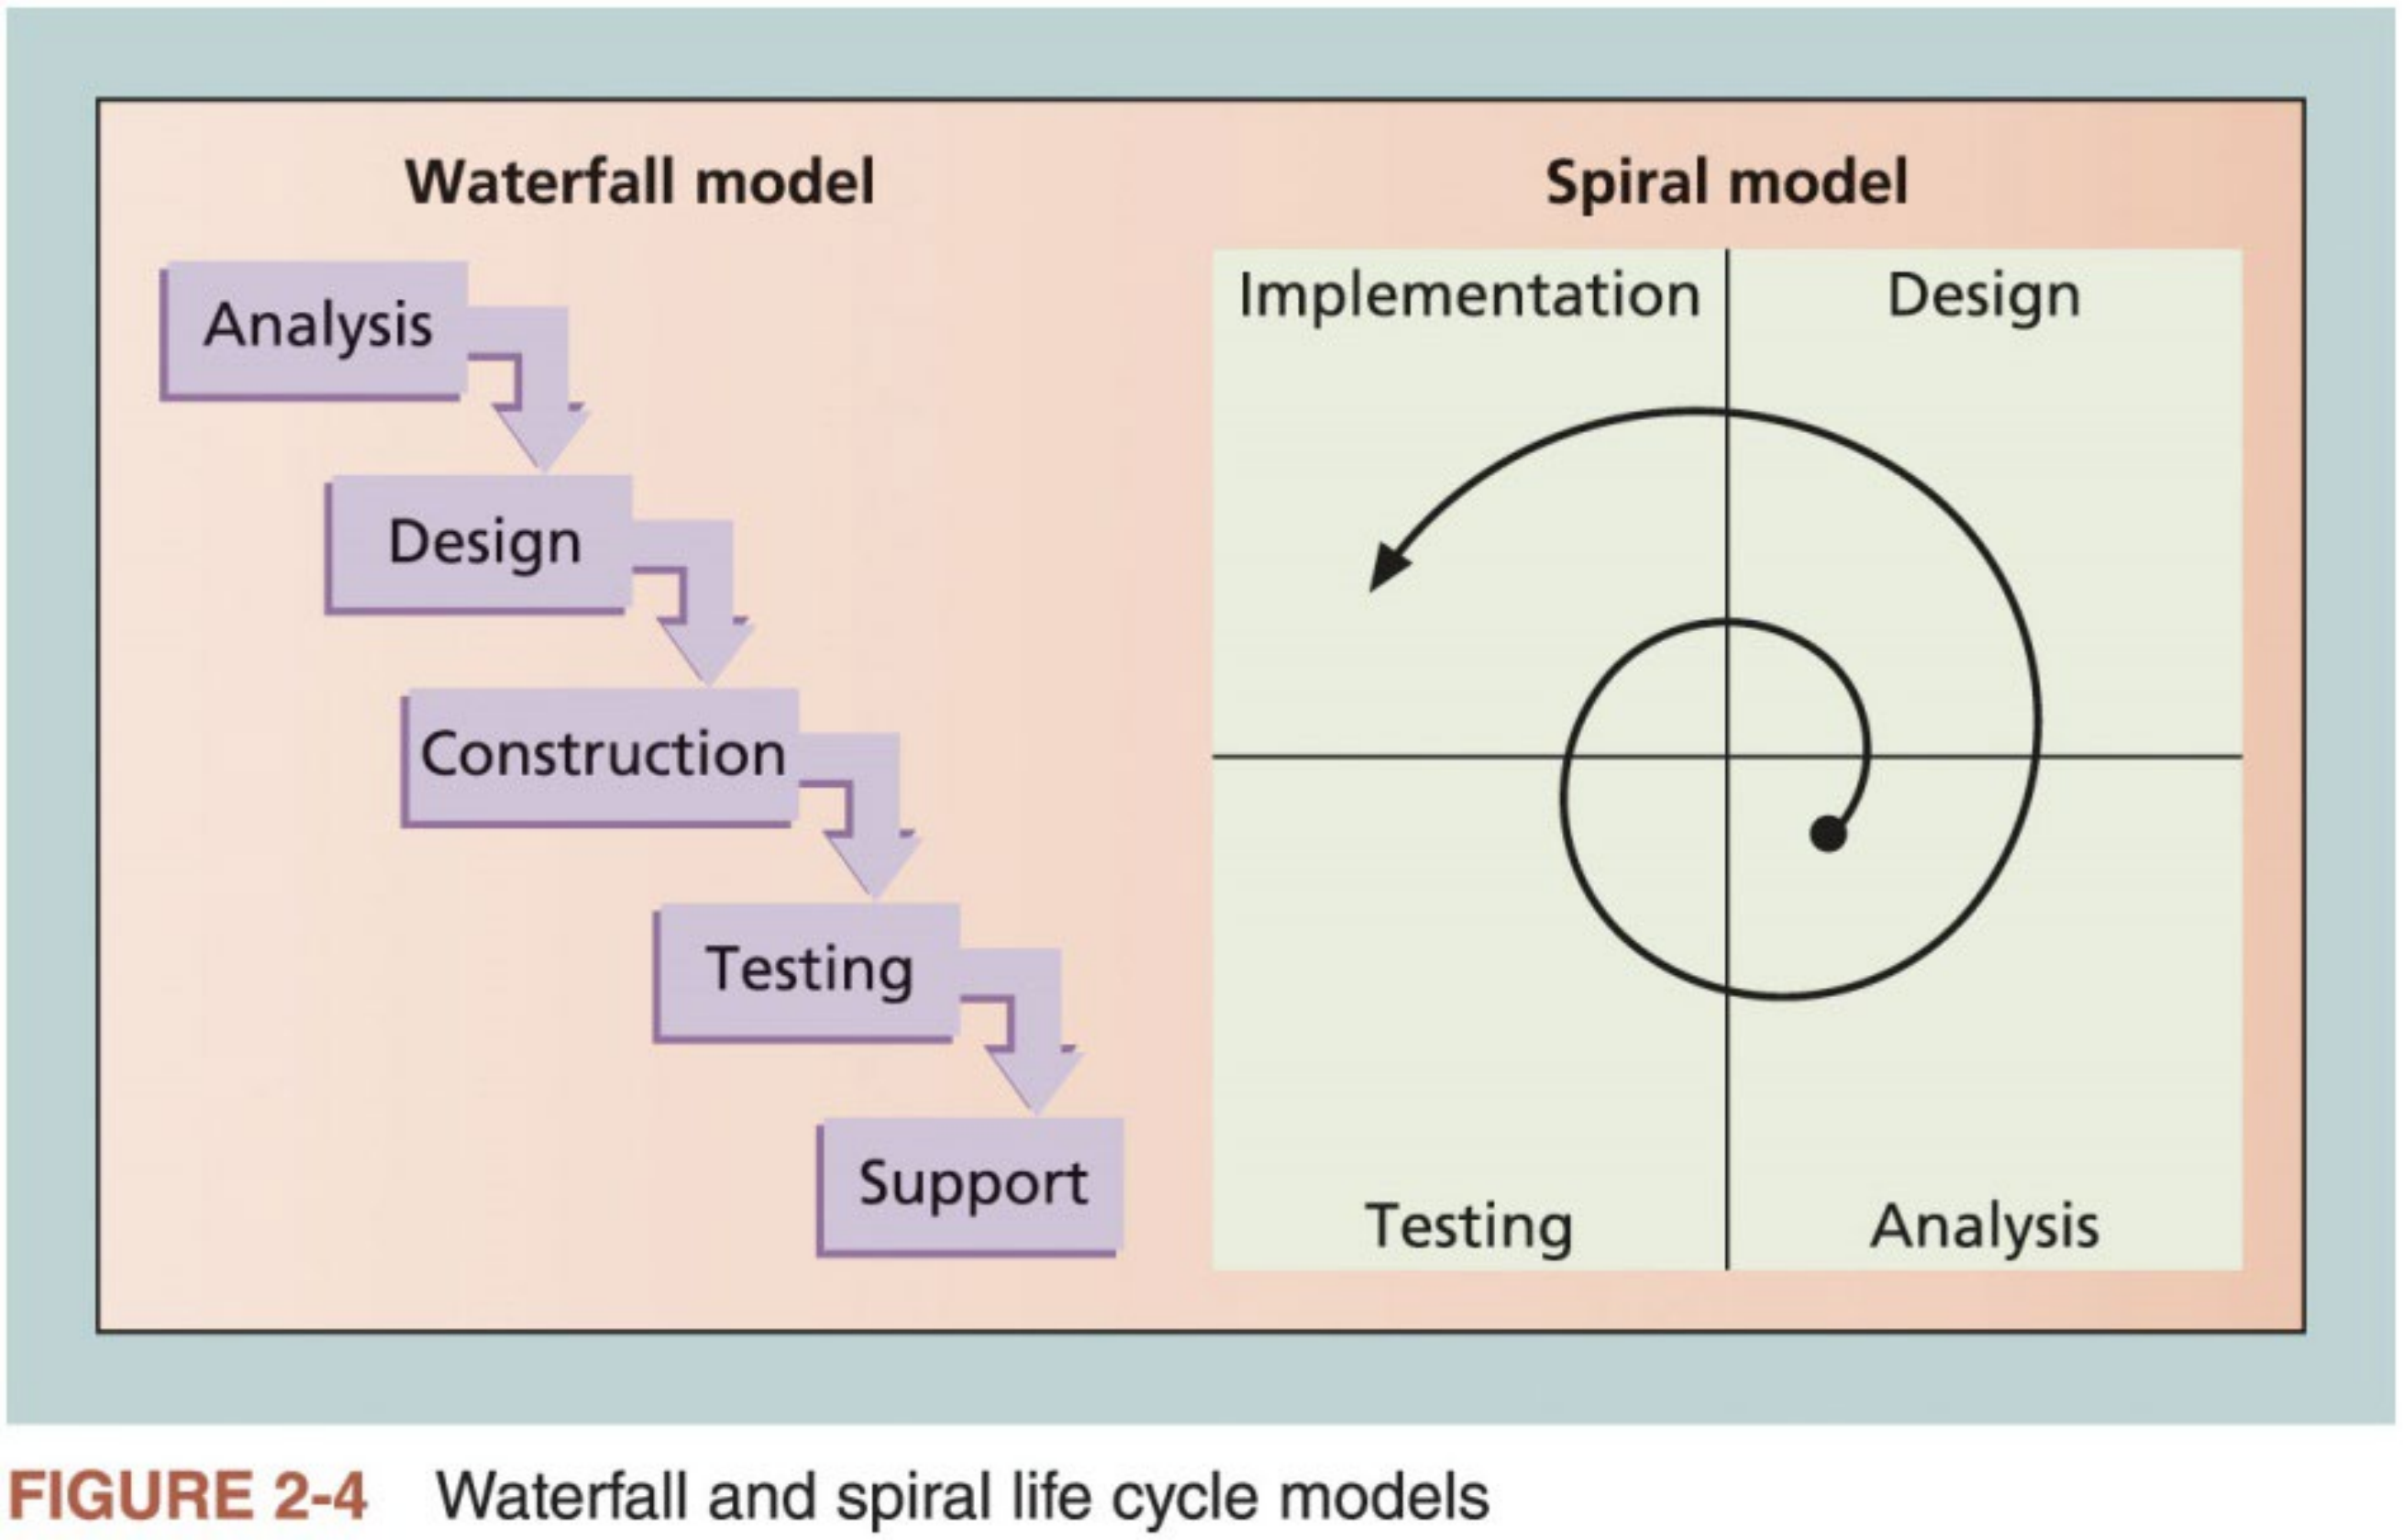 Waterfall model
Analysis
Design
Construction
Testing
Support
Spiral model
Implementation
Design
Testing
Analysis
FIGURE 2-4 Waterfall and spiral life cycle models